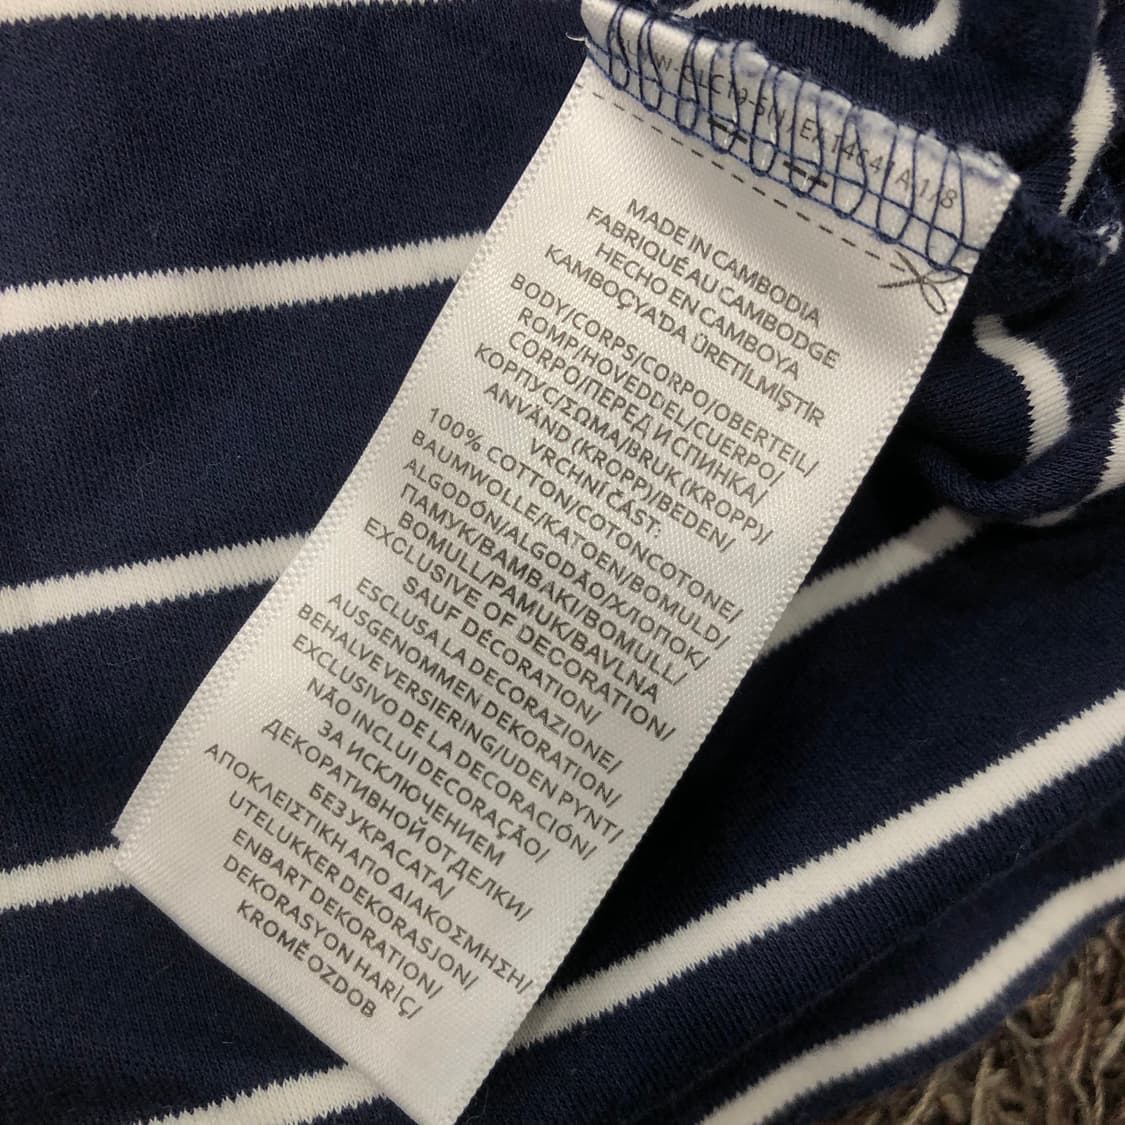 MADE IN CAMBODIA
FABRIQUÉ AU CAMBODGE
HECHO EN CAMBOYA
KAMBOÇYA'DA ÜRETİLMİŞTİR
BODY/CORPS/CORPO/OBERTEIL/
ROMP/HOVEDDEL/CUERPO/
CORPO/ПЕРЕД И СПИНКА/
КОРПУС/ΣΩΜΑ/BRUK (KROPP)/
ANVÄND (KROPP)/BEDEN/
VRCHNÍ ČÁST:
100% COTTON/COTONCOTONE/
BAUMWOLLE/KATOEN/BOMULD/
ALGODÓN/ALGODÃO/ХЛОПОК/
ПАМУК/ΒΑΜΒΑΚΙ/BOMULL/
BOMULL/PAMUK/BAVLNA
EXCLUSIVE OF DECORATION/
SAUF DÉCORATION/
ESCLUSA LA DECORAZIONE/
AUSGENOMMEN DEKORATION/
BEHALVE VERSIERING/UDEN PYNT/
EXCLUSIVO DE LA DECORACIÓN/
NÃO INCLUI DECORAÇÃO/
ЗА ИСКЛЮЧЕНИЕМ
ДЕКОРАТИВНОЙ ОТДЕЛКИ/
БЕЗ УКРАСАТА/
ΑΠΟΚΛΕΙΣΤΙΚΗ ΑΠΟ ΔΙΑΚΟΣΜΗΣΗ/
UTELUKKER DEKORASJON/
ENBART DEKORATION/
DEKORASYON HARİÇ/
KROMĚ OZDOB